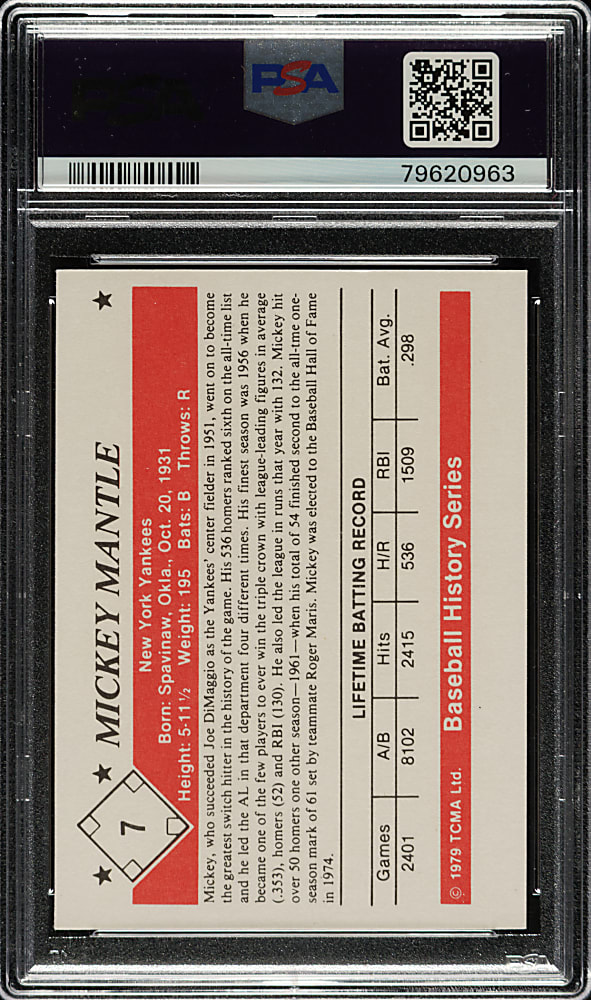 PSA
79620963
7
MICKEY MANTLE
New York Yankees
Born: Spavinaw, Okla., Oct. 20, 1931
Height: 5-11½ Weight: 195 Bats: B Throws: R
Mickey, who succeeded Joe DiMaggio as the Yankees' center fielder in 1951, went on to become
the greatest switch hitter in the history of the game. His 536 homers ranked sixth on the all-time list
and he led the AL in that department four different times. His finest season was 1956 when he
became one of the few players to ever win the triple crown with league-leading figures in average
(.353), homers (52) and RBI (130). He also led the league in runs that year with 132. Mickey hit
over 50 homers one other season—1961—when his total of 54 finished second to the all-tme one-
season mark of 61 set by teammate Roger Maris. Mickey was elected to the Baseball Hall of Fame
in 1974.
LIFETIME BATTING RECORD
Games A/B Hits H/R RBI Bat. Avg.
2401 8102 2415 536 1509 .298
© 1979 TCMA Ltd. Baseball History Series
PSA